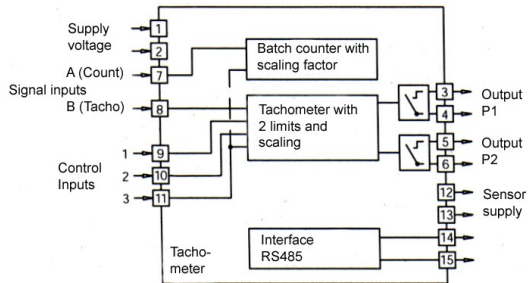 Supply
voltage
1
2
Signal inputs
A (Count)
7
B (Tacho)
8
Control
Inputs
1
9
2
10
3
11
Batch counter with
scaling factor
Tachometer with
2 limits and
scaling
Interface
RS485
Tacho-
meter
3
4
Output
P1
5
6
Output
P2
12
13
Sensor
supply
14
15